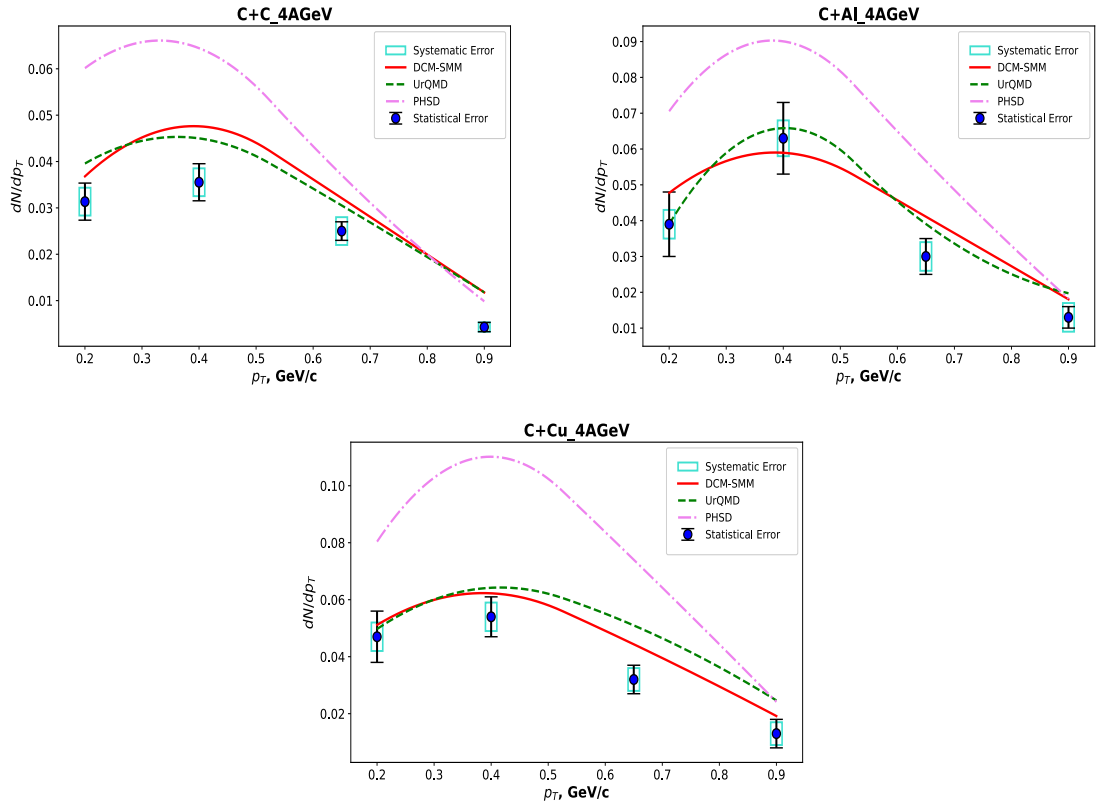 C+C_4AGeV
dN/dp_T
0.06
0.05
0.04
0.03
0.02
0.01
Systematic Error
DCM-SMM
UrQMD
PHSD
Statistical Error
0.2 0.3 0.4 0.5 0.6 0.7 0.8 0.9
p_T, GeV/c
C+Al_4AGeV
dN/dp_T
0.09
0.08
0.07
0.06
0.05
0.04
0.03
0.02
0.01
Systematic Error
DCM-SMM
UrQMD
PHSD
Statistical Error
0.2 0.3 0.4 0.5 0.6 0.7 0.8 0.9
p_T, GeV/c
C+Cu_4AGeV
dN/dp_T
0.10
0.08
0.06
0.04
0.02
Systematic Error
DCM-SMM
UrQMD
PHSD
Statistical Error
0.2 0.3 0.4 0.5 0.6 0.7 0.8 0.9
p_T, GeV/c